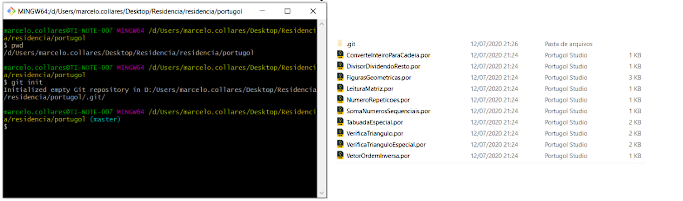 MINGW64:/d/Users/marcelo.collares/Desktop/Residencia/residencia/portugol
marcelo.collares@TI-NOTE-007 MINGW64 /d/Users/marcelo.collares/Desktop/Residenci
a/residencia/portugol
$ pwd
/d/Users/marcelo.collares/Desktop/Residencia/residencia/portugol
marcelo.collares@TI-NOTE-007 MINGW64 /d/Users/marcelo.collares/Desktop/Residenci
a/residencia/portugol
$ git init
Initialized empty Git repository in D:/Users/marcelo.collares/Desktop/Residencia
/residencia/portugol/.git/
marcelo.collares@TI-NOTE-007 MINGW64 /d/Users/marcelo.collares/Desktop/Residenci
a/residencia/portugol (master)
$
.git 12/07/2020 21:26 Pasta de arquivos
ConverteInteiroParaCadeia.por 12/07/2020 21:24 Portugol Studio 1 KB
DivisorDividendoResto.por 12/07/2020 21:24 Portugol Studio 1 KB
FigurasGeometricas.por 12/07/2020 21:24 Portugol Studio 3 KB
LeituraMatriz.por 12/07/2020 21:24 Portugol Studio 1 KB
NumeroRepeticoes.por 12/07/2020 21:24 Portugol Studio 1 KB
SomaNumerosSequenciais.por 12/07/2020 21:24 Portugol Studio 1 KB
TabuadaEspecial.por 12/07/2020 21:24 Portugol Studio 2 KB
VerificaTriangulo.por 12/07/2020 21:24 Portugol Studio 2 KB
VerificaTrianguloEspecial.por 12/07/2020 21:24 Portugol Studio 2 KB
VetorOrdemInversa.por 12/07/2020 21:24 Portugol Studio 1 KB